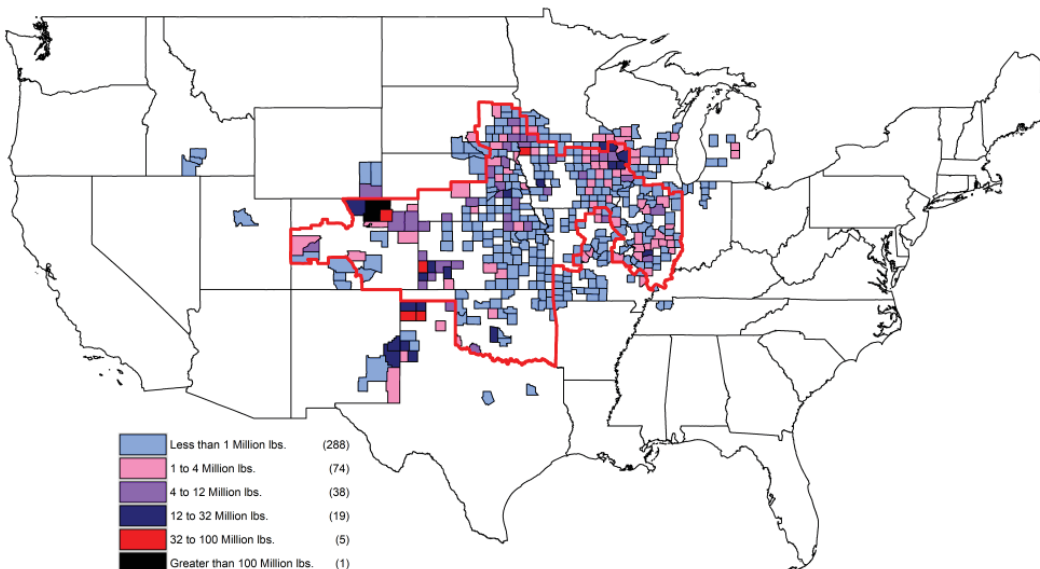 Less than 1 Million lbs. (288)
1 to 4 Million lbs. (74)
4 to 12 Million lbs. (38)
12 to 32 Million lbs. (19)
32 to 100 Million lbs. (5)
Greater than 100 Million lbs. (1)